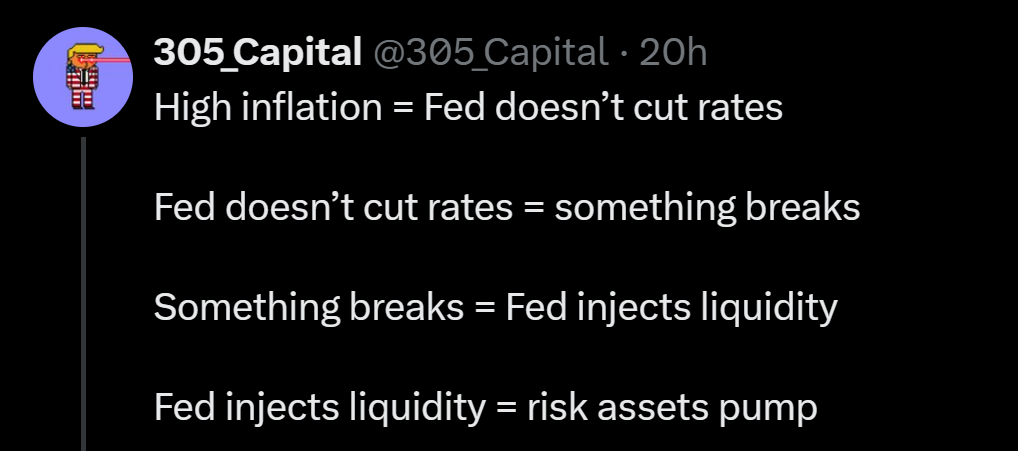 305_Capital @305_Capital · 20h
High inflation = Fed doesn’t cut rates
Fed doesn’t cut rates = something breaks
Something breaks = Fed injects liquidity
Fed injects liquidity = risk assets pump